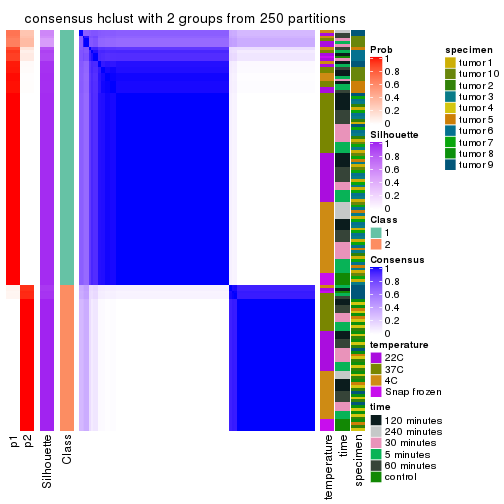 consensus hclust with 2 groups from 250 partitions
Prob
0.8
0.6
0.4
0.2
0
Silhouette
1
0.8
0.6
0.4
0.2
0
Class
1
2
Consensus
1
0.8
0.6
0.4
0.2
0
temperature
22C
37C
4C
Snap frozen
time
120 minutes
240 minutes
30 minutes
5 minutes
60 minutes
control
specimen
tumor 1
tumor 10
tumor 2
tumor 3
tumor 4
tumor 5
tumor 6
tumor 7
tumor 8
tumor 9
p1
p2
Silhouette
Class
temperature
time
specimen